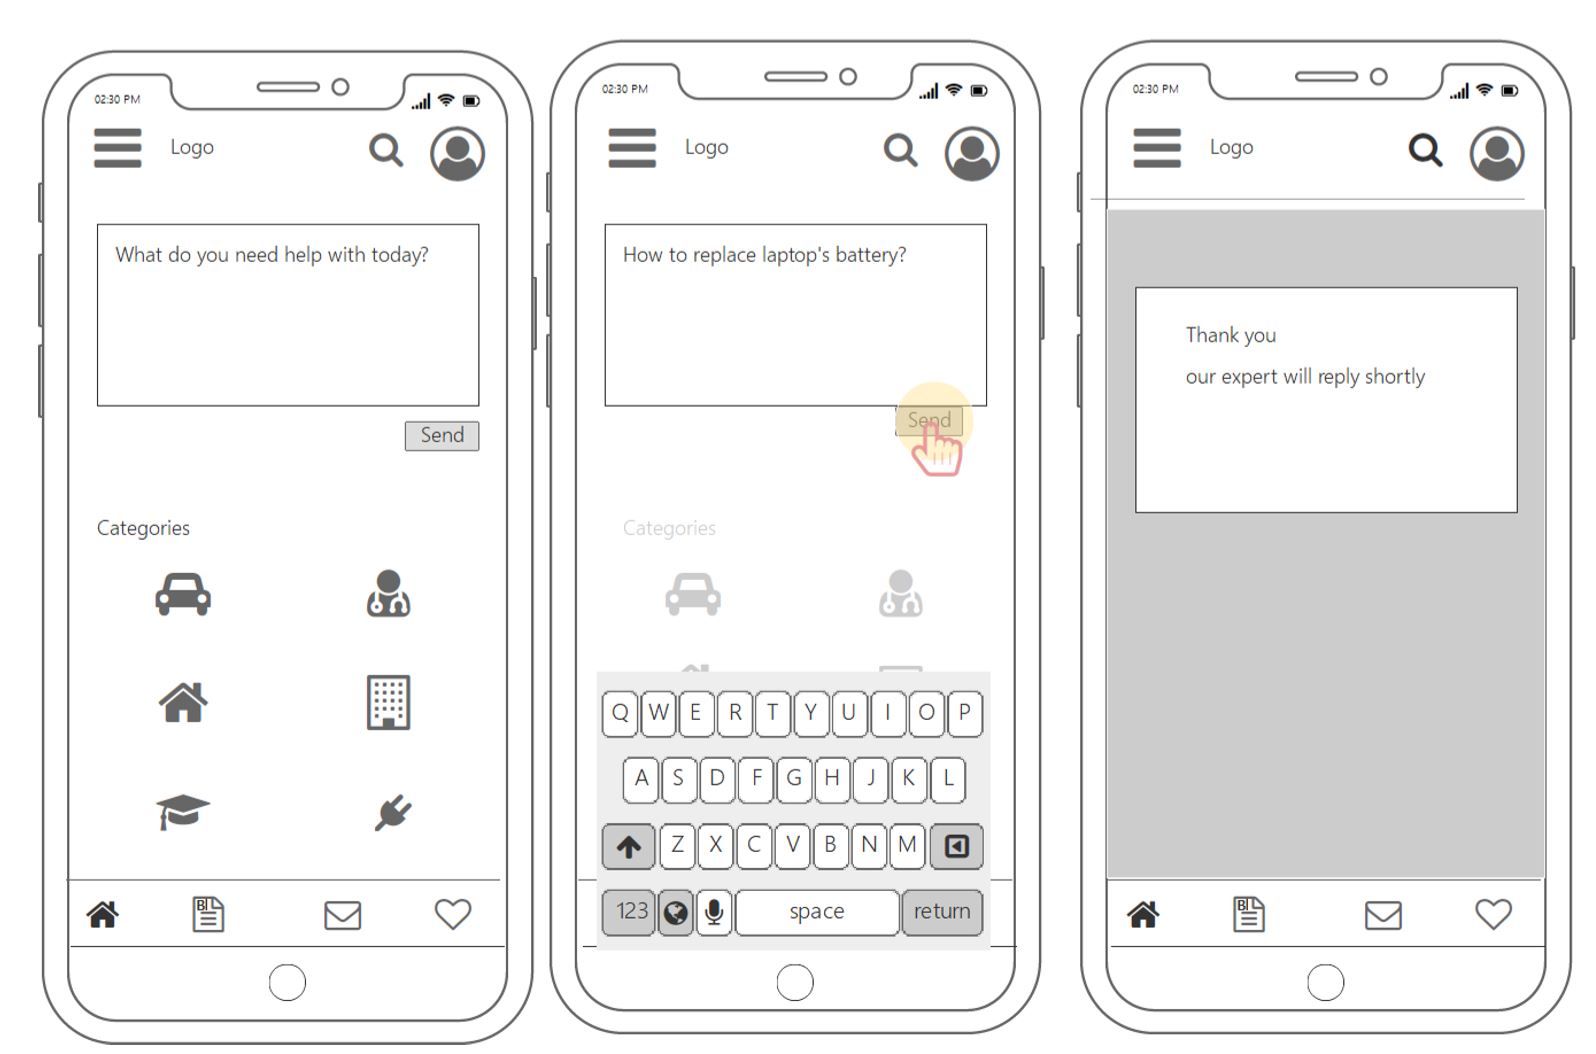 02:30 PM
Logo
What do you need help with today?
Send
Categories
BI
02:30 PM
Logo
How to replace laptop's battery?
Send
Categories
Q W E R T Y U I O P
A S D F G H J K L
Z X C V B N M
123 space return
02:30 PM
Logo
Thank you
our expert will reply shortly
BI